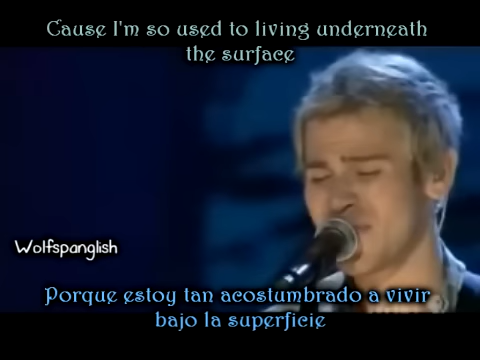 Cause I'm so used to living underneath
the surface
Wolfspanglish
Porque estoy tan acostumbrado a vivir
bajo la superficie